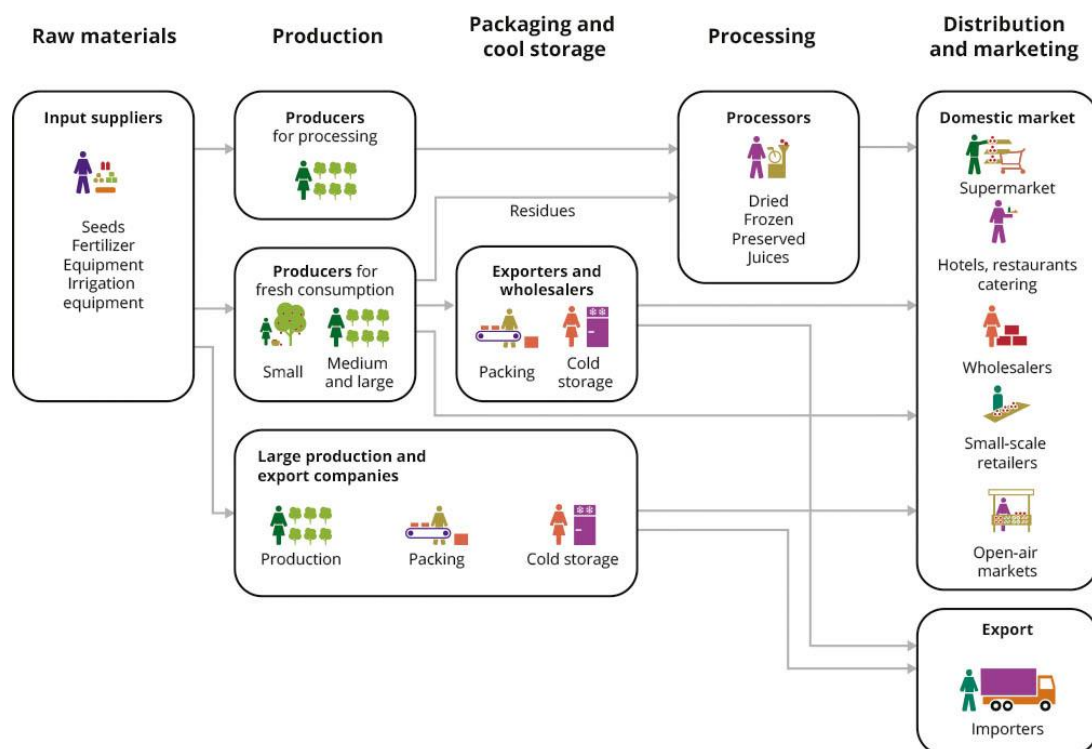 Raw materials
Production
Packaging and
cool storage
Processing
Distribution
and marketing
Input suppliers
Seeds
Fertilizer
Equipment
Irrigation
equipment
Producers
for processing
Producers for
fresh consumption
Small
Medium
and large
Residues
Exporters and
wholesalers
Packing
Cold
storage
Large production and
export companies
Production
Packing
Cold storage
Processors
Dried
Frozen
Preserved
Juices
Domestic market
Supermarket
Hotels, restaurants
catering
Wholesalers
Small-scale
retailers
Open-air
markets
Export
Importers